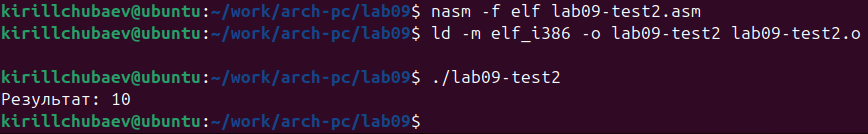 kirillchubaev@ubuntu:~/work/arch-pc/lab09$ nasm -f elf lab09-test2.asm
kirillchubaev@ubuntu:~/work/arch-pc/lab09$ ld -m elf_i386 -o lab09-test2 lab09-test2.o
kirillchubaev@ubuntu:~/work/arch-pc/lab09$ ./lab09-test2
Результат: 10
kirillchubaev@ubuntu:~/work/arch-pc/lab09$